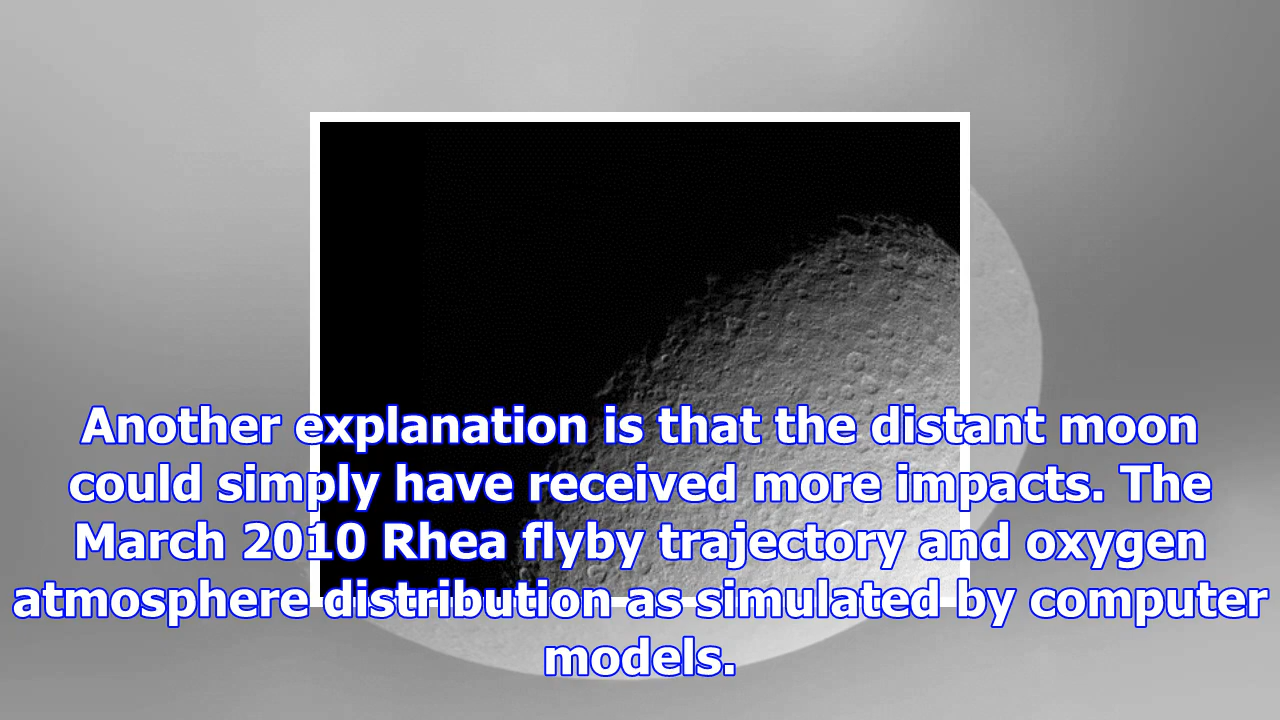 Another explanation is that the distant moon
could simply have received more impacts. The
March 2010 Rhea flyby trajectory and oxygen
atmosphere distribution as simulated by computer
models.